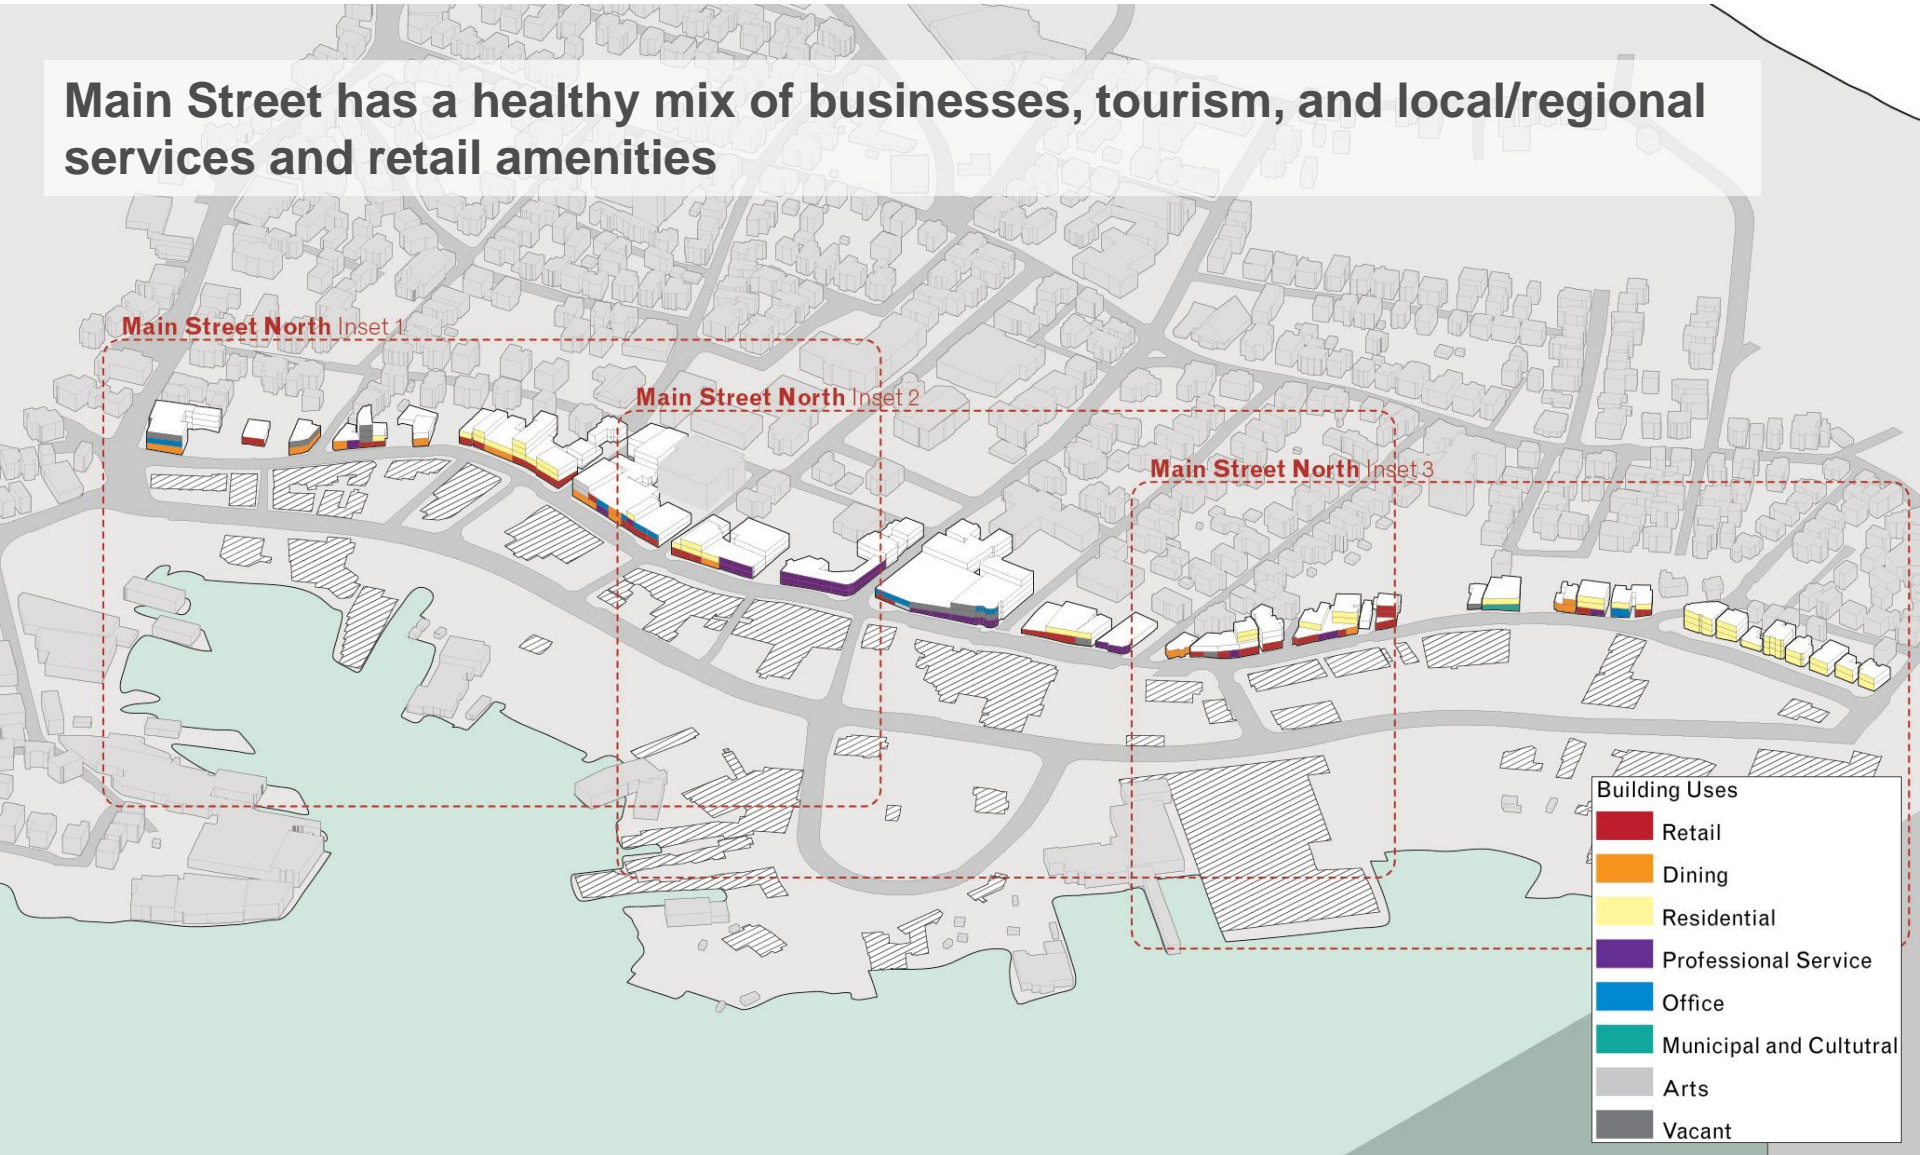 Main Street has a healthy mix of businesses, tourism, and local/regional
services and retail amenities
Main Street North Inset 1
Main Street North Inset 2
Main Street North Inset 3
Building Uses
Retail
Dining
Residential
Professional Service
Office
Municipal and Cultutral
Arts
Vacant